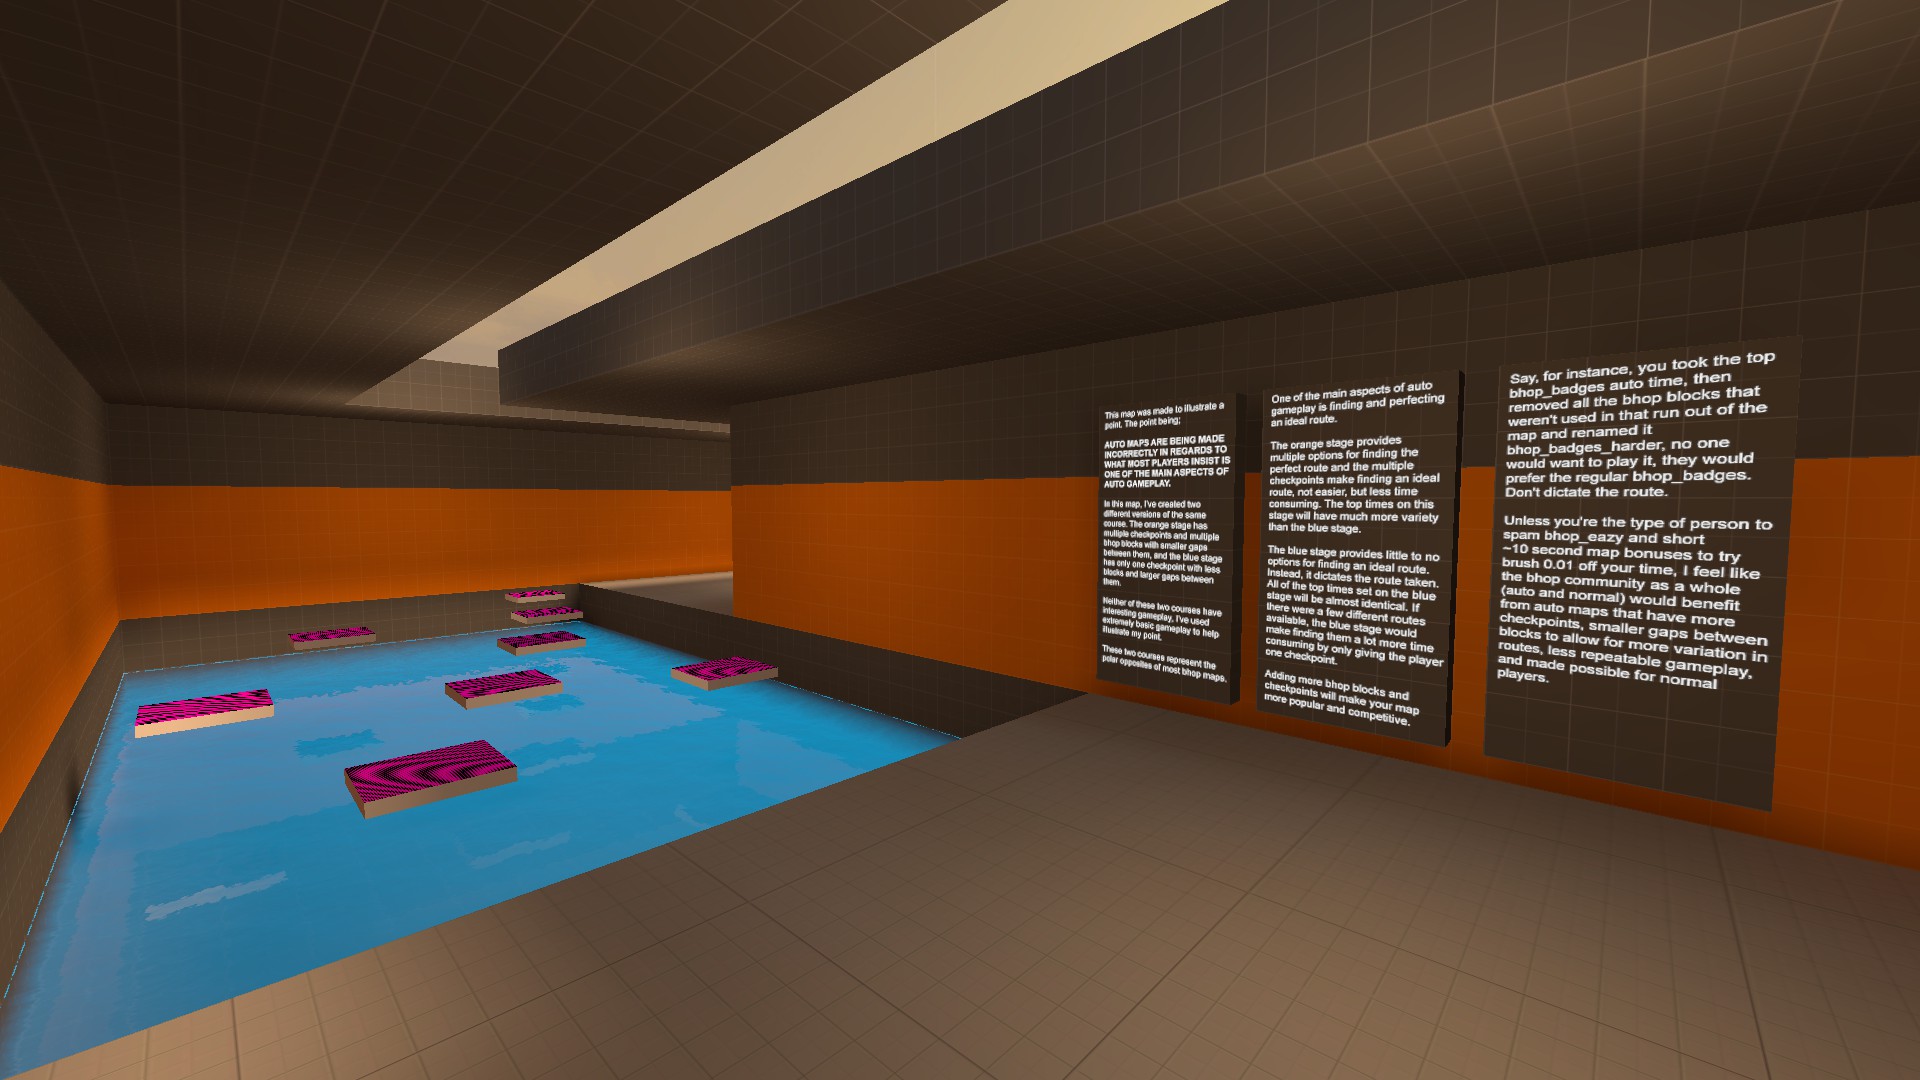 This map was made to illustrate a
point. The point being;
AUTO MAPS ARE BEING MADE
INCORRECTLY IN REGARDS TO
WHAT MOST PLAYERS INSIST IS
ONE OF THE MAIN ASPECTS OF
AUTO GAMEPLAY.
In this map, I've created two
different versions of the same
course. The orange stage has
multiple checkpoints and multiple
bhop blocks with smaller gaps
between them, and the blue stage
has only one checkpoint with less
blocks and larger gaps between
them.
Neither of these two courses have
interesting gameplay, I've used
extremely basic gameplay to help
illustrate my point.
These two courses represent the
polar opposites of most bhop maps.
One of the main aspects of auto
gameplay is finding and perfecting
an ideal route.
The orange stage provides
multiple options for finding the
perfect route and the multiple
checkpoints make finding an ideal
route, not easier, but less time
consuming. The top times on this
stage will have much more variety
than the blue stage.
The blue stage provides little to no
options for finding an ideal route.
Instead, it dictates the route taken.
All of the top times set on the blue
stage will be almost identical. If
there were a few different routes
available, the blue stage would
make finding them a lot more time
consuming by only giving the player
one checkpoint.
Adding more bhop blocks and
checkpoints will make your map
more popular and competitive.
Say, for instance, you took the top
bhop_badges auto time, then
removed all the bhop blocks that
weren't used in that run out of the
map and renamed it
bhop_badges_harder, no one
would want to play it, they would
prefer the regular bhop_badges.
Don't dictate the route.
Unless you're the type of person to
spam bhop_eazy and short
~10 second map bonuses to try
brush 0.01 off your time, I feel like
the bhop community as a whole
(auto and normal) would benefit
from auto maps that have more
checkpoints, smaller gaps between
blocks to allow for more variation in
routes, less repeatable gameplay,
and made possible for normal
players.